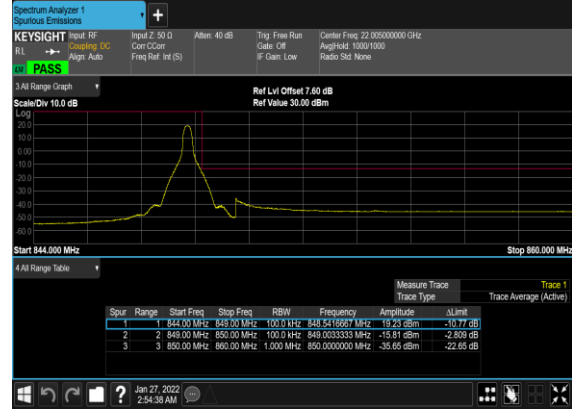 Spectrum Analyzer 1
Spurious Emissions
KEYSIGHT Input: RF Input Z: 50 Ω Atten: 40 dB Trig: Free Run Center Freq: 22.005000000 GHz
RL Coupling: DC Corr CCorr Gate: Off Avg|Hold: 1000/1000
Align: Auto Freq Ref: Int (S) IF Gain: Low Radio Std: None
PASS
3 All Range Graph
Ref Lvl Offset 7.60 dB
Scale/Div 10.0 dB Ref Value 30.00 dBm
Log
20.0
10.0
0.00
-10.0
-20.0
-30.0
-40.0
-50.0
-60.0
Start 844.000 MHz Stop 860.000 MHz
4 All Range Table
Measure Trace Trace 1
Trace Type Trace Average (Active)
Spur Range Start Freq Stop Freq RBW Frequency Amplitude ΔLimit
1 1 844.00 MHz 849.00 MHz 100.0 kHz 848.5416667 MHz 19.23 dBm -10.77 dB
2 2 849.00 MHz 850.00 MHz 100.0 kHz 849.0033333 MHz -15.81 dBm -2.809 dB
3 3 850.00 MHz 860.00 MHz 1.000 MHz 850.0000000 MHz -35.65 dBm -22.65 dB
? Jan 27, 2022
2:54:38 AM